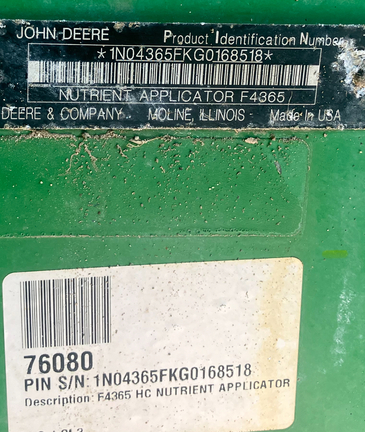 JOHN DEERE Product Identification Number
*1N04365FKG0168518*
NUTRIENT APPLICATOR F4365
DEERE & COMPANY MOLINE, ILLINOIS Made In USA
76080
PIN S/N: 1N04365FKG0168518
Description: F4365 HC NUTRIENT APPLICATOR